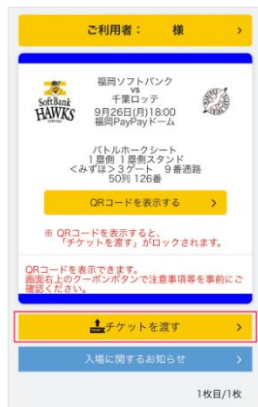 ご利用者：　様
福岡ソフトバンク
vs
千葉ロッテ
9月26日(月)18:00
福岡PayPayドーム
SoftBank
HAWKS
バトルホークシート
1塁側 1塁側スタンド
<みずほ>3ゲート　9番通路
50列 126番
QRコードを表示する
※ QRコードを表示すると、
「チケットを渡す」がロックされます。
QRコードを表示できます。
画面右上のクーポンボタンで注意事項等を事前にご
確認ください。
チケットを渡す
入場に関するお知らせ
1枚目/1枚